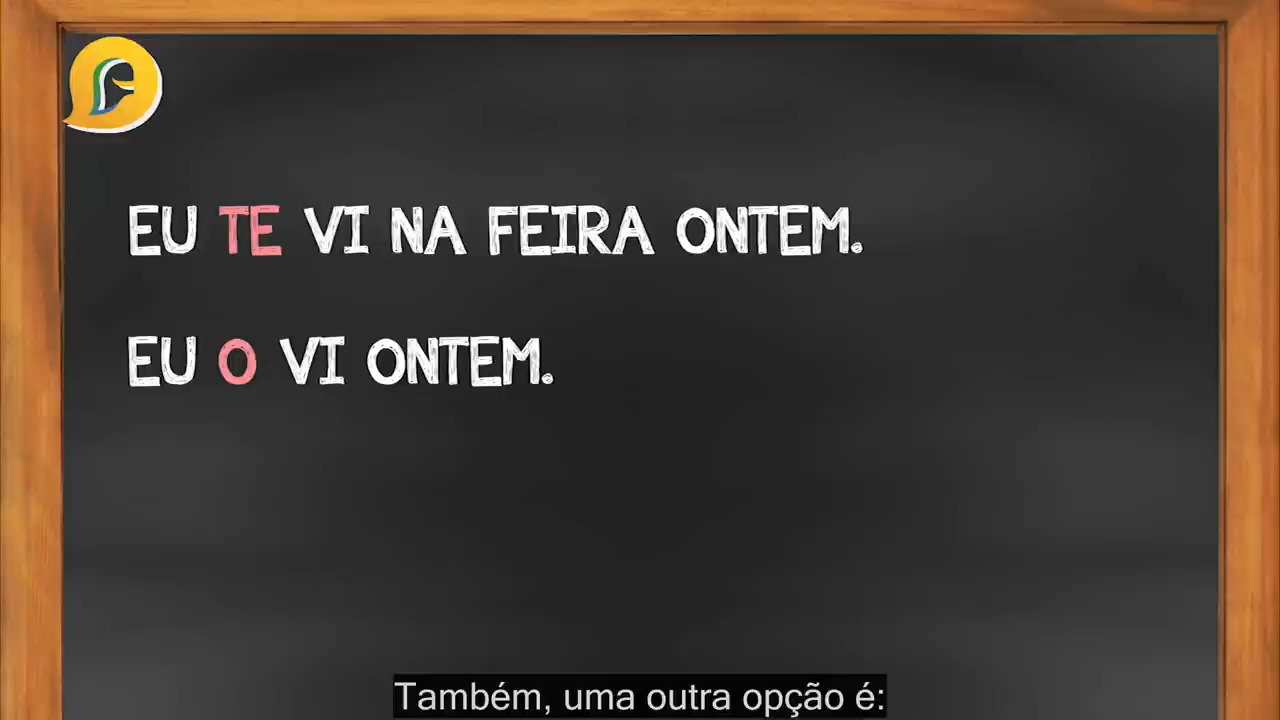 EU TE VI NA FEIRA ONTEM.
EU O VI ONTEM.
Também, uma outra opção é: